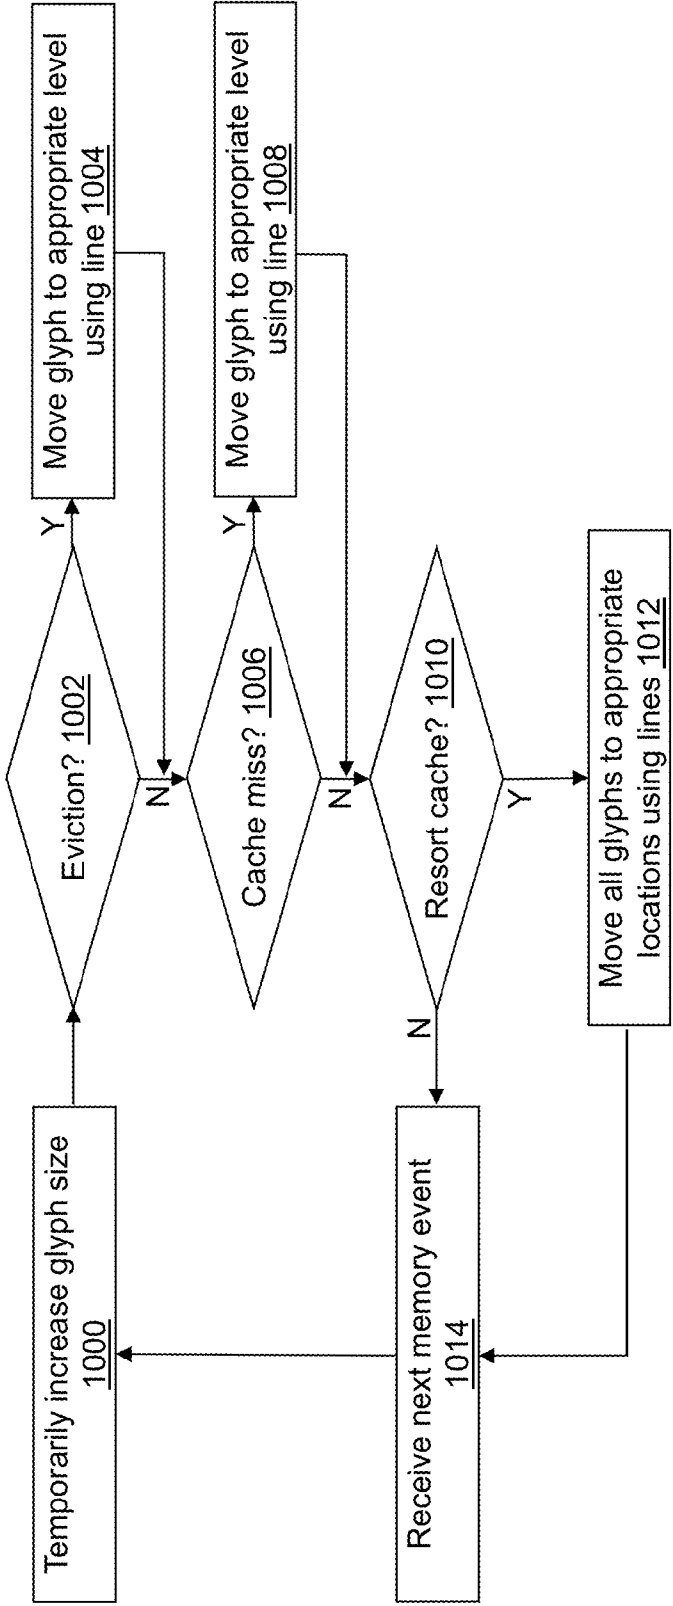 Temporarily increase glyph size
1000
Eviction? 1002
Y
Move glyph to appropriate level
using line 1004
N
Cache miss? 1006
Y
Move glyph to appropriate level
using line 1008
N
Resort cache? 1010
N
Receive next memory event
1014
Y
Move all glyphs to appropriate
locations using lines 1012